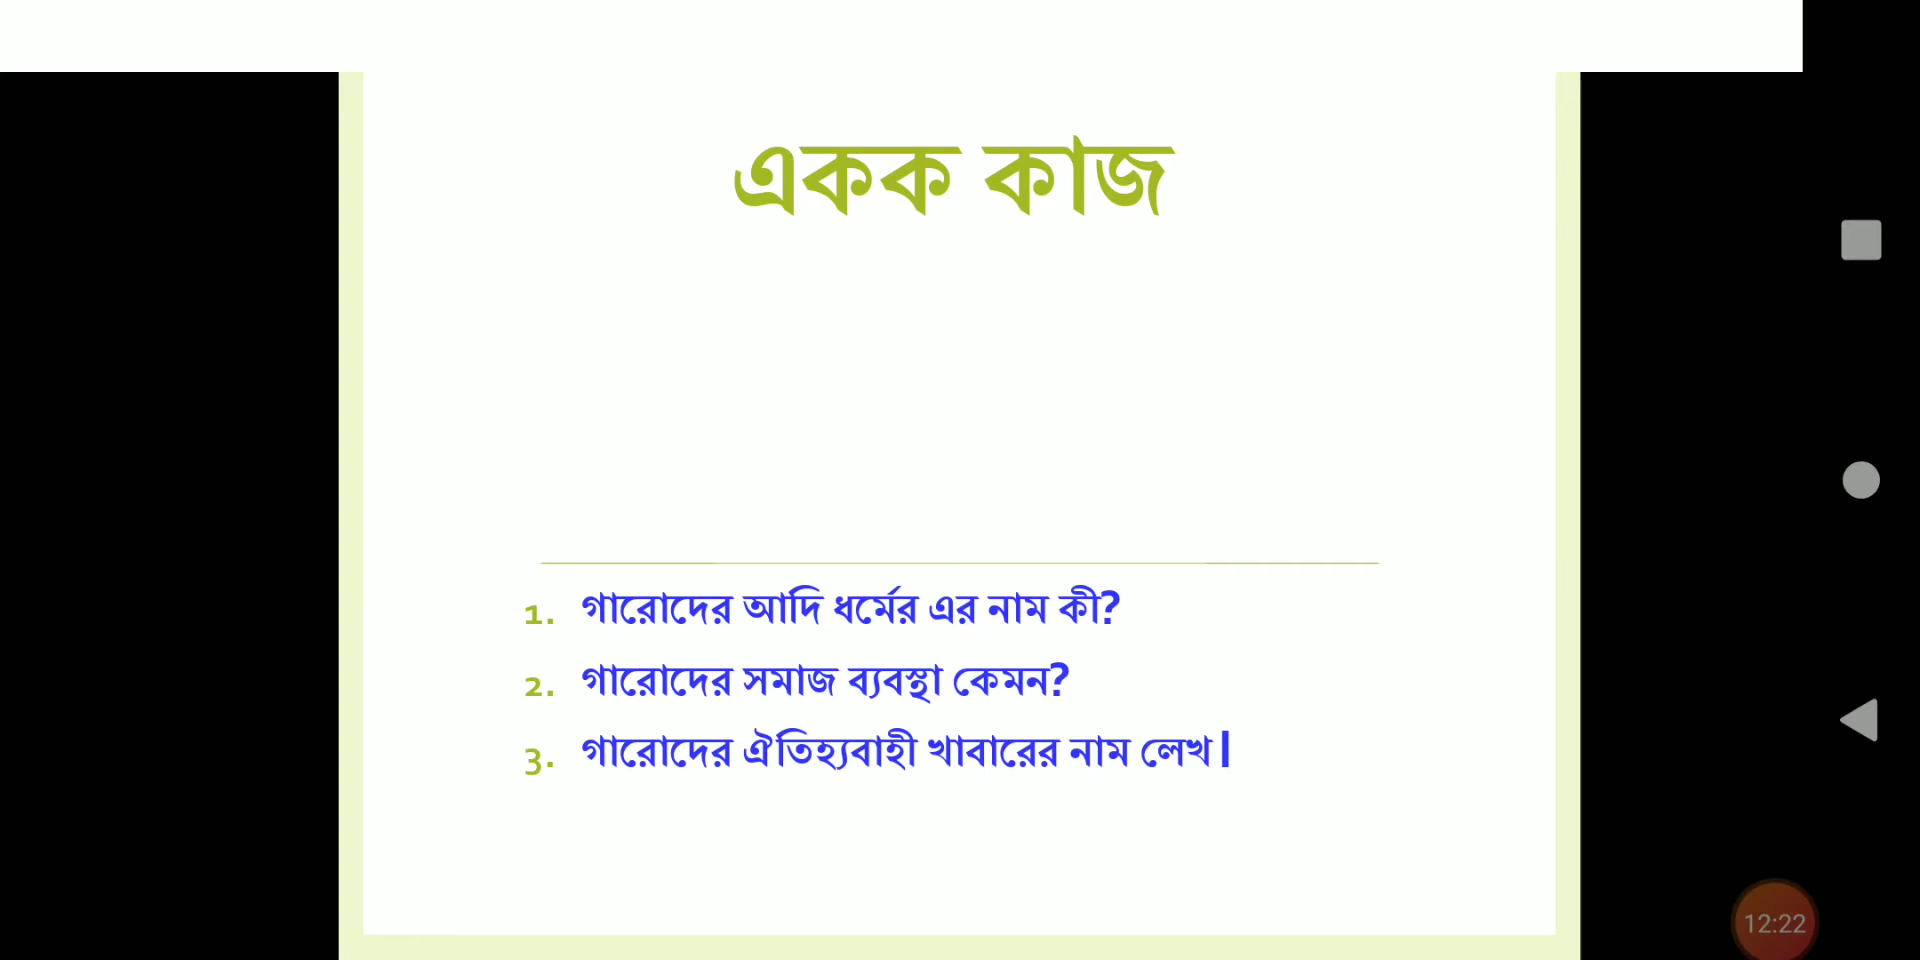 একক কাজ
1. গারোদের আদি ধর্মের এর নাম কী?
2. গারোদের সমাজ ব্যবস্থা কেমন?
3. গারোদের ঐতিহ্যবাহী খাবারের নাম লেখ|
12:22